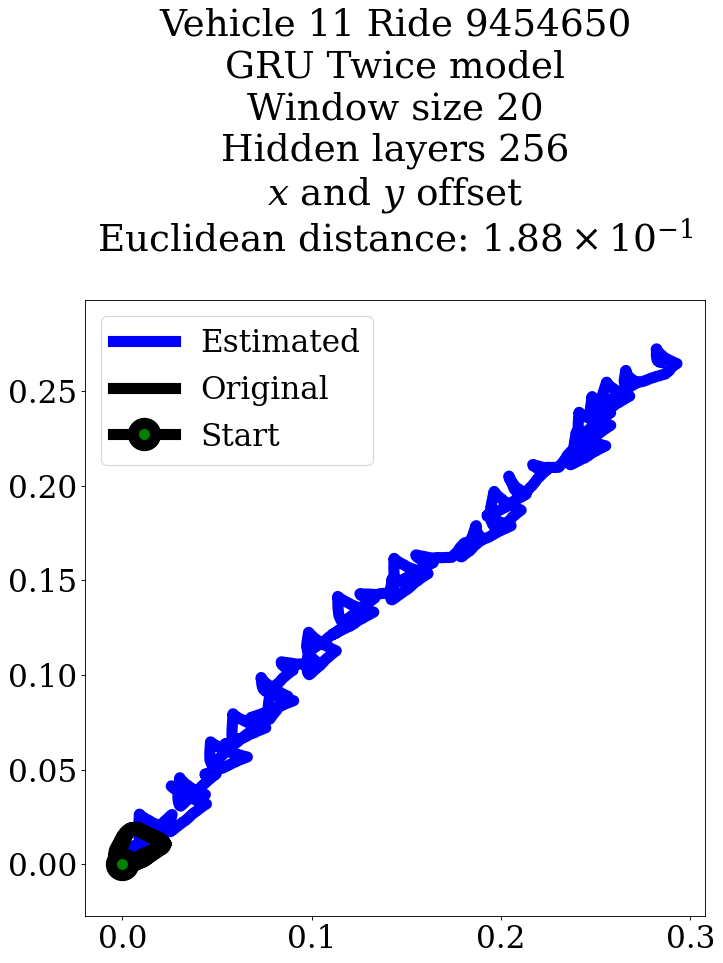 Vehicle 11 Ride 9454650
GRU Twice model
Window size 20
Hidden layers 256
x and y offset
Euclidean distance: 1.88 × 10⁻¹
Estimated
Original
Start
0.25
0.20
0.15
0.10
0.05
0.00
0.0 0.1 0.2 0.3